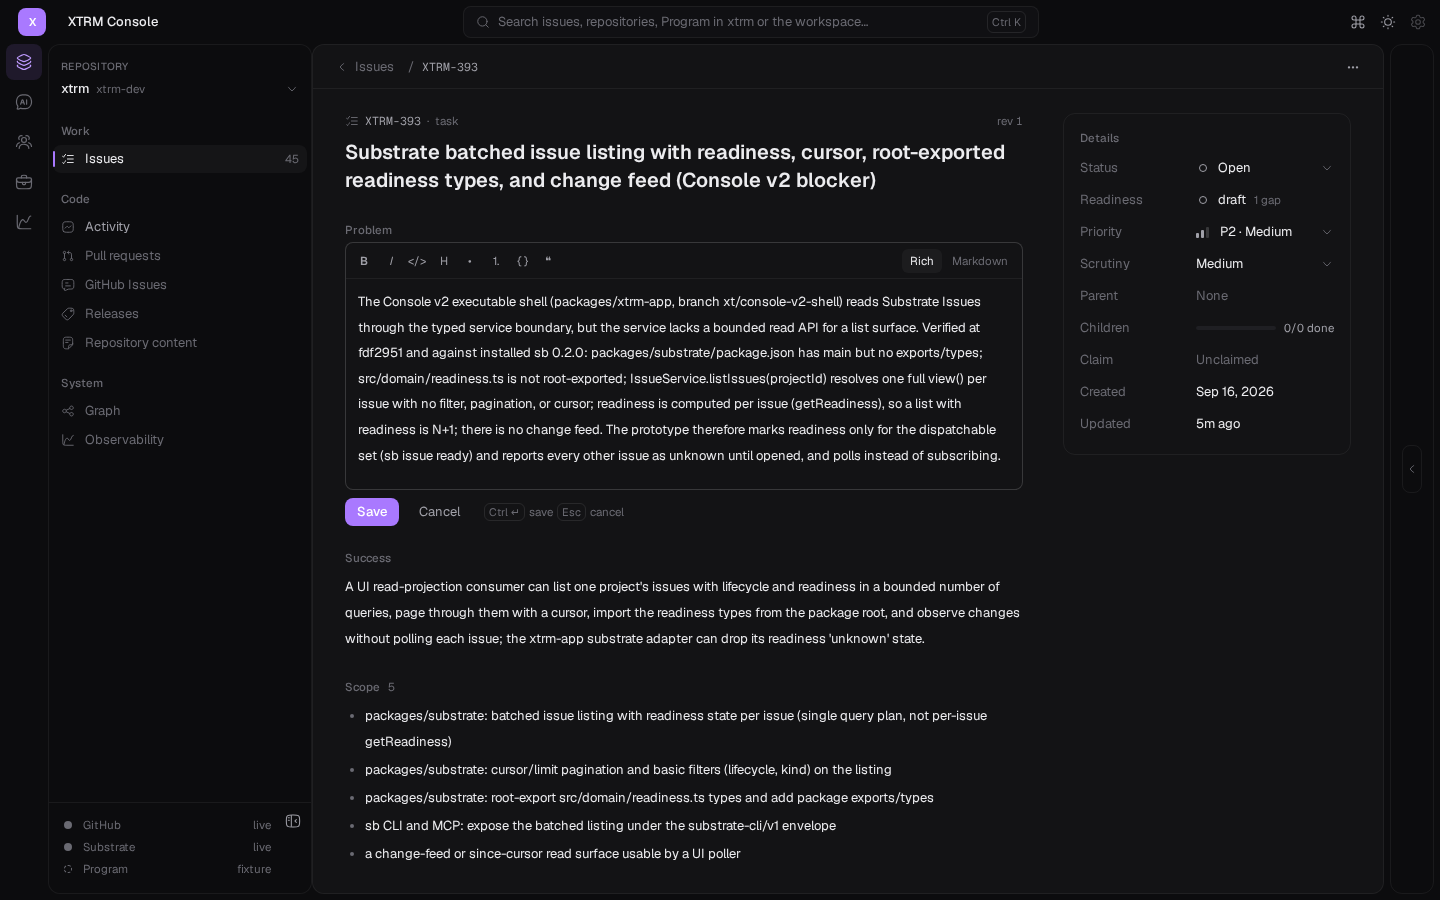 X
XTRM Console
Search issues, repositories, Program in xtrm or the workspace...
Ctrl K
REPOSITORY
xtrm xtrm-dev
Work
Issues 45
Code
Activity
Pull requests
GitHub Issues
Releases
Repository content
System
Graph
Observability
GitHub live
Substrate live
Program fixture
AI
Issues / XTRM-393
XTRM-393 · task
rev 1
Substrate batched issue listing with readiness, cursor, root-exported
readiness types, and change feed (Console v2 blocker)
Problem
B I </> H • 1. {} ❝
Rich Markdown
The Console v2 executable shell (packages/xtrm-app, branch xt/console-v2-shell) reads Substrate Issues
through the typed service boundary, but the service lacks a bounded read API for a list surface. Verified at
fdf2951 and against installed sb 0.2.0: packages/substrate/package.json has main but no exports/types;
src/domain/readiness.ts is not root-exported; IssueService.listIssues(projectId) resolves one full view() per
issue with no filter, pagination, or cursor; readiness is computed per issue (getReadiness), so a list with
readiness is N+1; there is no change feed. The prototype therefore marks readiness only for the dispatchable
set (sb issue ready) and reports every other issue as unknown until opened, and polls instead of subscribing.
Save Cancel Ctrl ↵ save Esc cancel
Success
A UI read-projection consumer can list one project's issues with lifecycle and readiness in a bounded number of
queries, page through them with a cursor, import the readiness types from the package root, and observe changes
without polling each issue; the xtrm-app substrate adapter can drop its readiness 'unknown' state.
Scope 5
• packages/substrate: batched issue listing with readiness state per issue (single query plan, not per-issue
getReadiness)
• packages/substrate: cursor/limit pagination and basic filters (lifecycle, kind) on the listing
• packages/substrate: root-export src/domain/readiness.ts types and add package exports/types
• sb CLI and MCP: expose the batched listing under the substrate-cli/v1 envelope
• a change-feed or since-cursor read surface usable by a UI poller
Details
Status Open
Readiness draft 1 gap
Priority P2 · Medium
Scrutiny Medium
Parent None
Children 0/0 done
Claim Unclaimed
Created Sep 16, 2026
Updated 5m ago